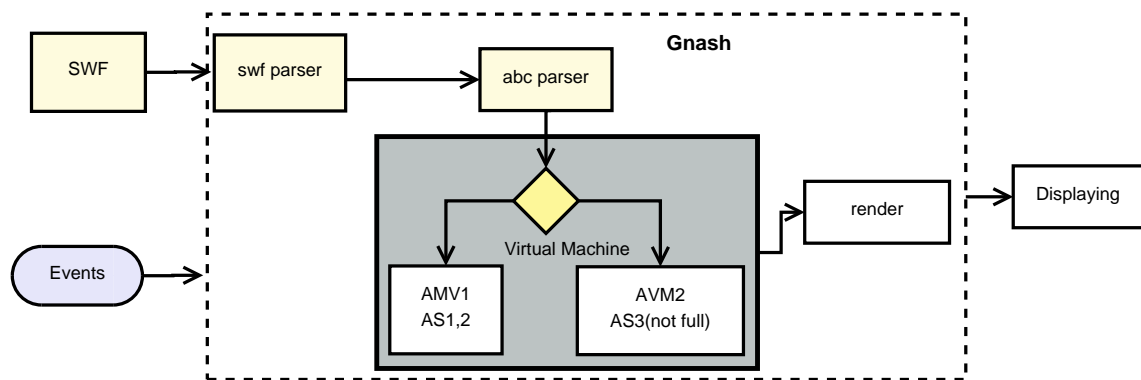 Gnash
SWF
swf parser
abc parser
Virtual Machine
AMV1
AS1,2
AVM2
AS3(not full)
render
Displaying
Events